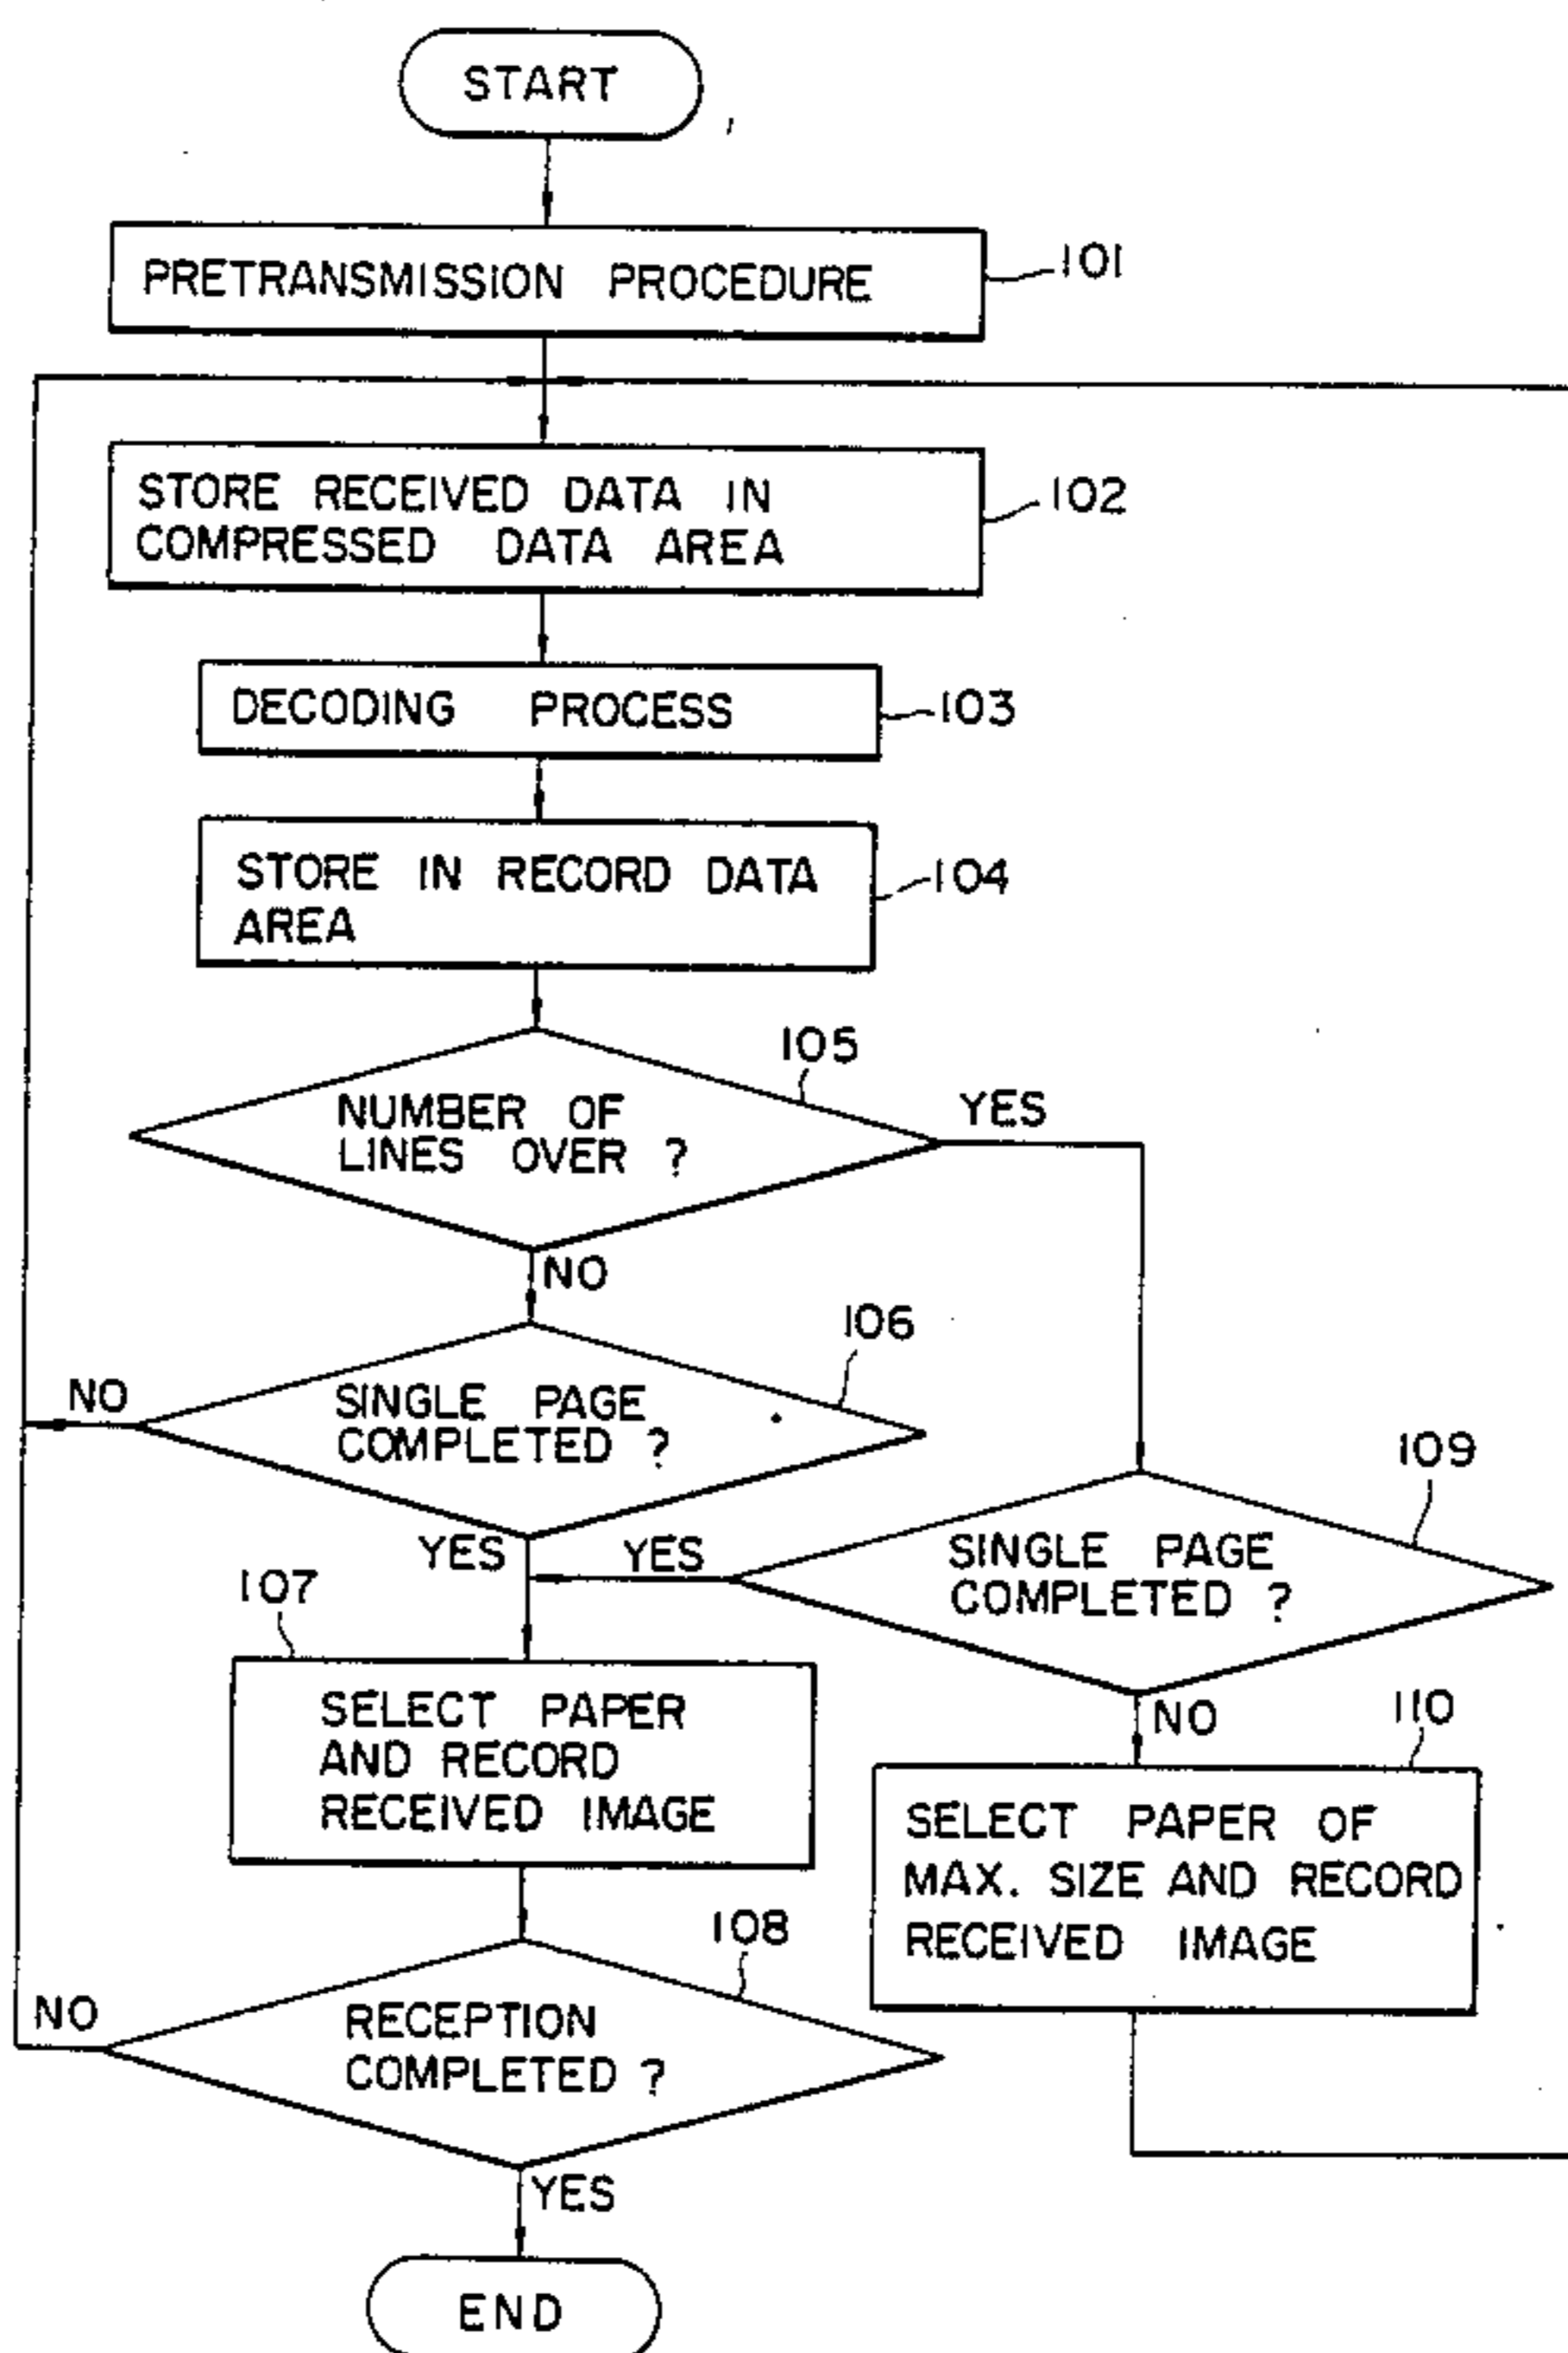 START
PRETRANSMISSION PROCEDURE
101
STORE RECEIVED DATA IN
COMPRESSED DATA AREA
102
DECODING PROCESS
103
STORE IN RECORD DATA
AREA
104
105
NUMBER OF
LINES OVER ?
YES
NO
106
SINGLE PAGE
COMPLETED ?
NO
YES
109
SINGLE PAGE
COMPLETED ?
YES
NO
107
SELECT PAPER
AND RECORD
RECEIVED IMAGE
110
SELECT PAPER OF
MAX. SIZE AND RECORD
RECEIVED IMAGE
108
RECEPTION
COMPLETED ?
NO
YES
END